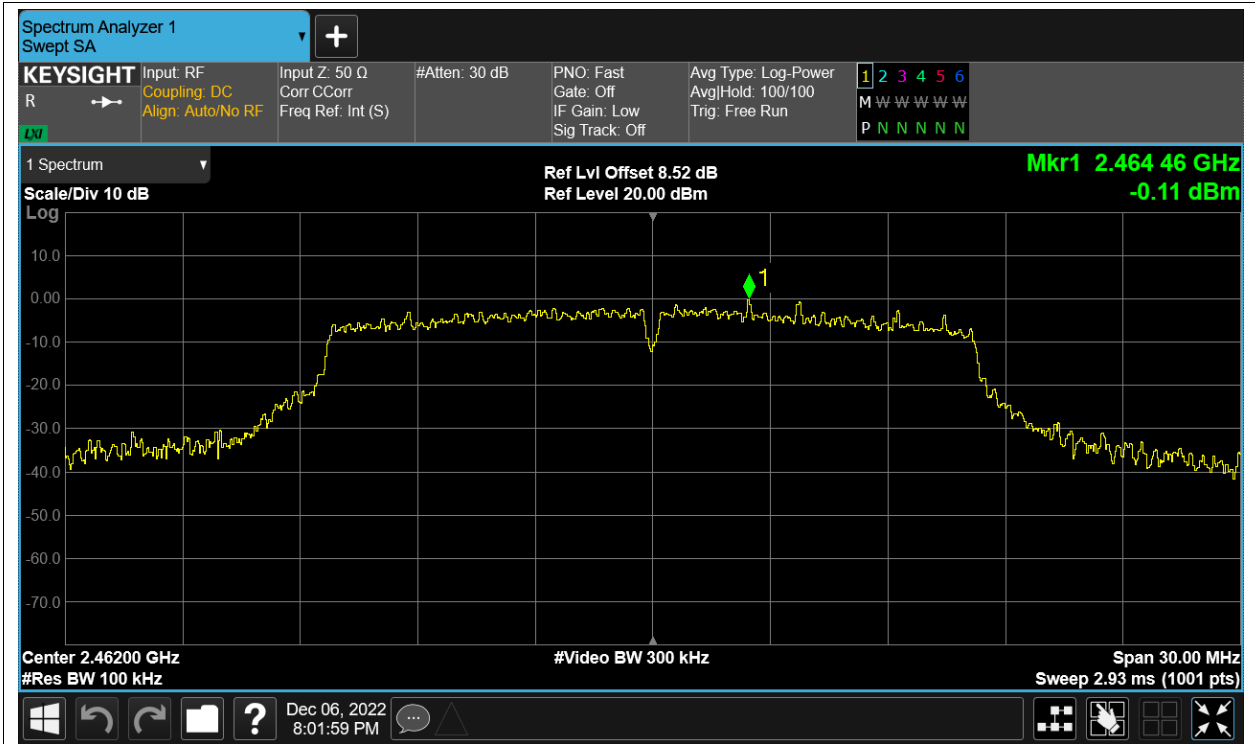 Spectrum Analyzer 1
Swept SA
KEYSIGHT
R
LXI
Input: RF
Coupling: DC
Align: Auto/No RF
Input Z: 50 Ω
Corr CCorr
Freq Ref: Int (S)
#Atten: 30 dB
PNO: Fast
Gate: Off
IF Gain: Low
Sig Track: Off
Avg Type: Log-Power
Avg|Hold: 100/100
Trig: Free Run
1 2 3 4 5 6
M W W W W W W
P N N N N N N
1 Spectrum
Scale/Div 10 dB
Ref Lvl Offset 8.52 dB
Ref Level 20.00 dBm
Mkr1 2.464 46 GHz
-0.11 dBm
Log
1
10.0
0.00
-10.0
-20.0
-30.0
-40.0
-50.0
-60.0
-70.0
Center 2.46200 GHz
#Res BW 100 kHz
#Video BW 300 kHz
Span 30.00 MHz
Sweep 2.93 ms (1001 pts)
?
Dec 06, 2022
8:01:59 PM